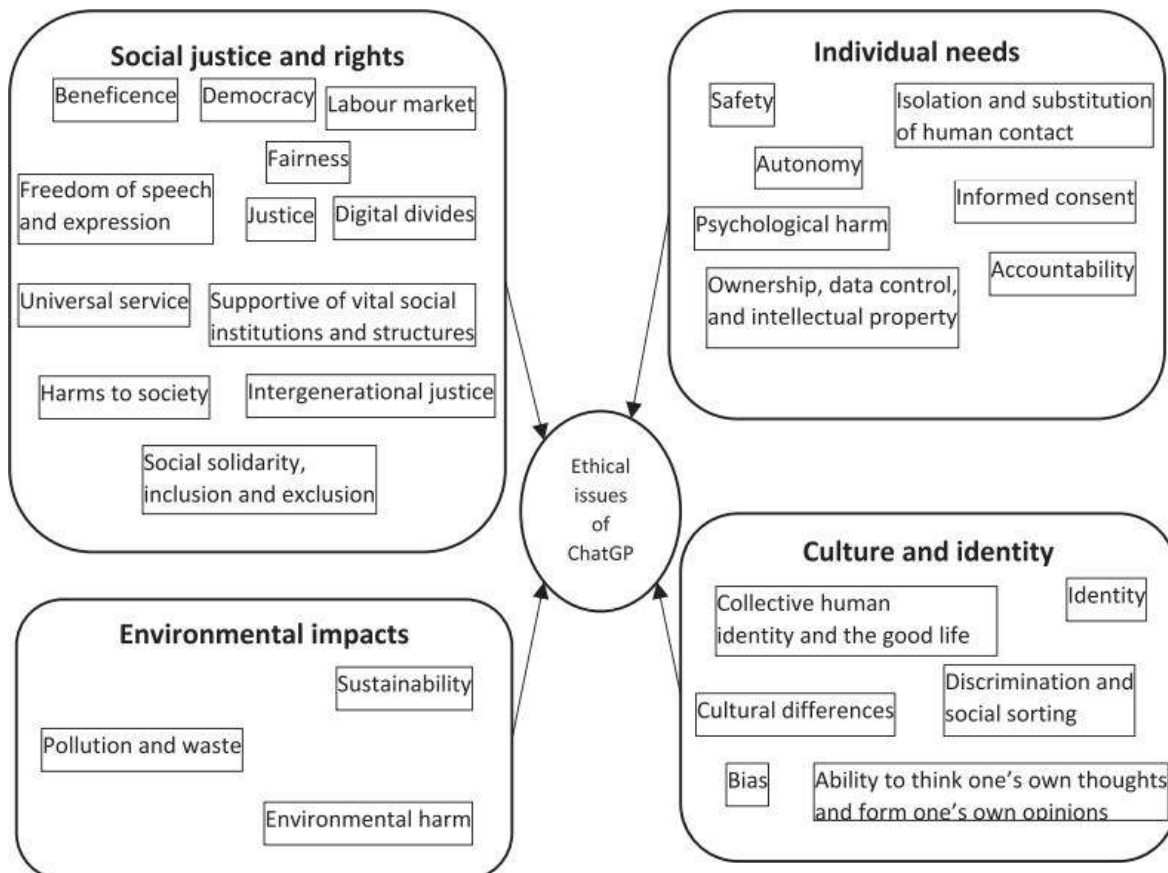 Social justice and rights
Beneficence
Democracy
Labour market
Fairness
Freedom of speech
and expression
Justice
Digital divides
Universal service
Supportive of vital social
institutions and structures
Harms to society
Intergenerational justice
Social solidarity,
inclusion and exclusion
Individual needs
Safety
Isolation and substitution
of human contact
Autonomy
Informed consent
Psychological harm
Accountability
Ownership, data control,
and intellectual property
Ethical
issues
of
ChatGP
Environmental impacts
Sustainability
Pollution and waste
Environmental harm
Culture and identity
Collective human
identity and the good life
Identity
Cultural differences
Discrimination and
social sorting
Bias
Ability to think one's own thoughts
and form one's own opinions